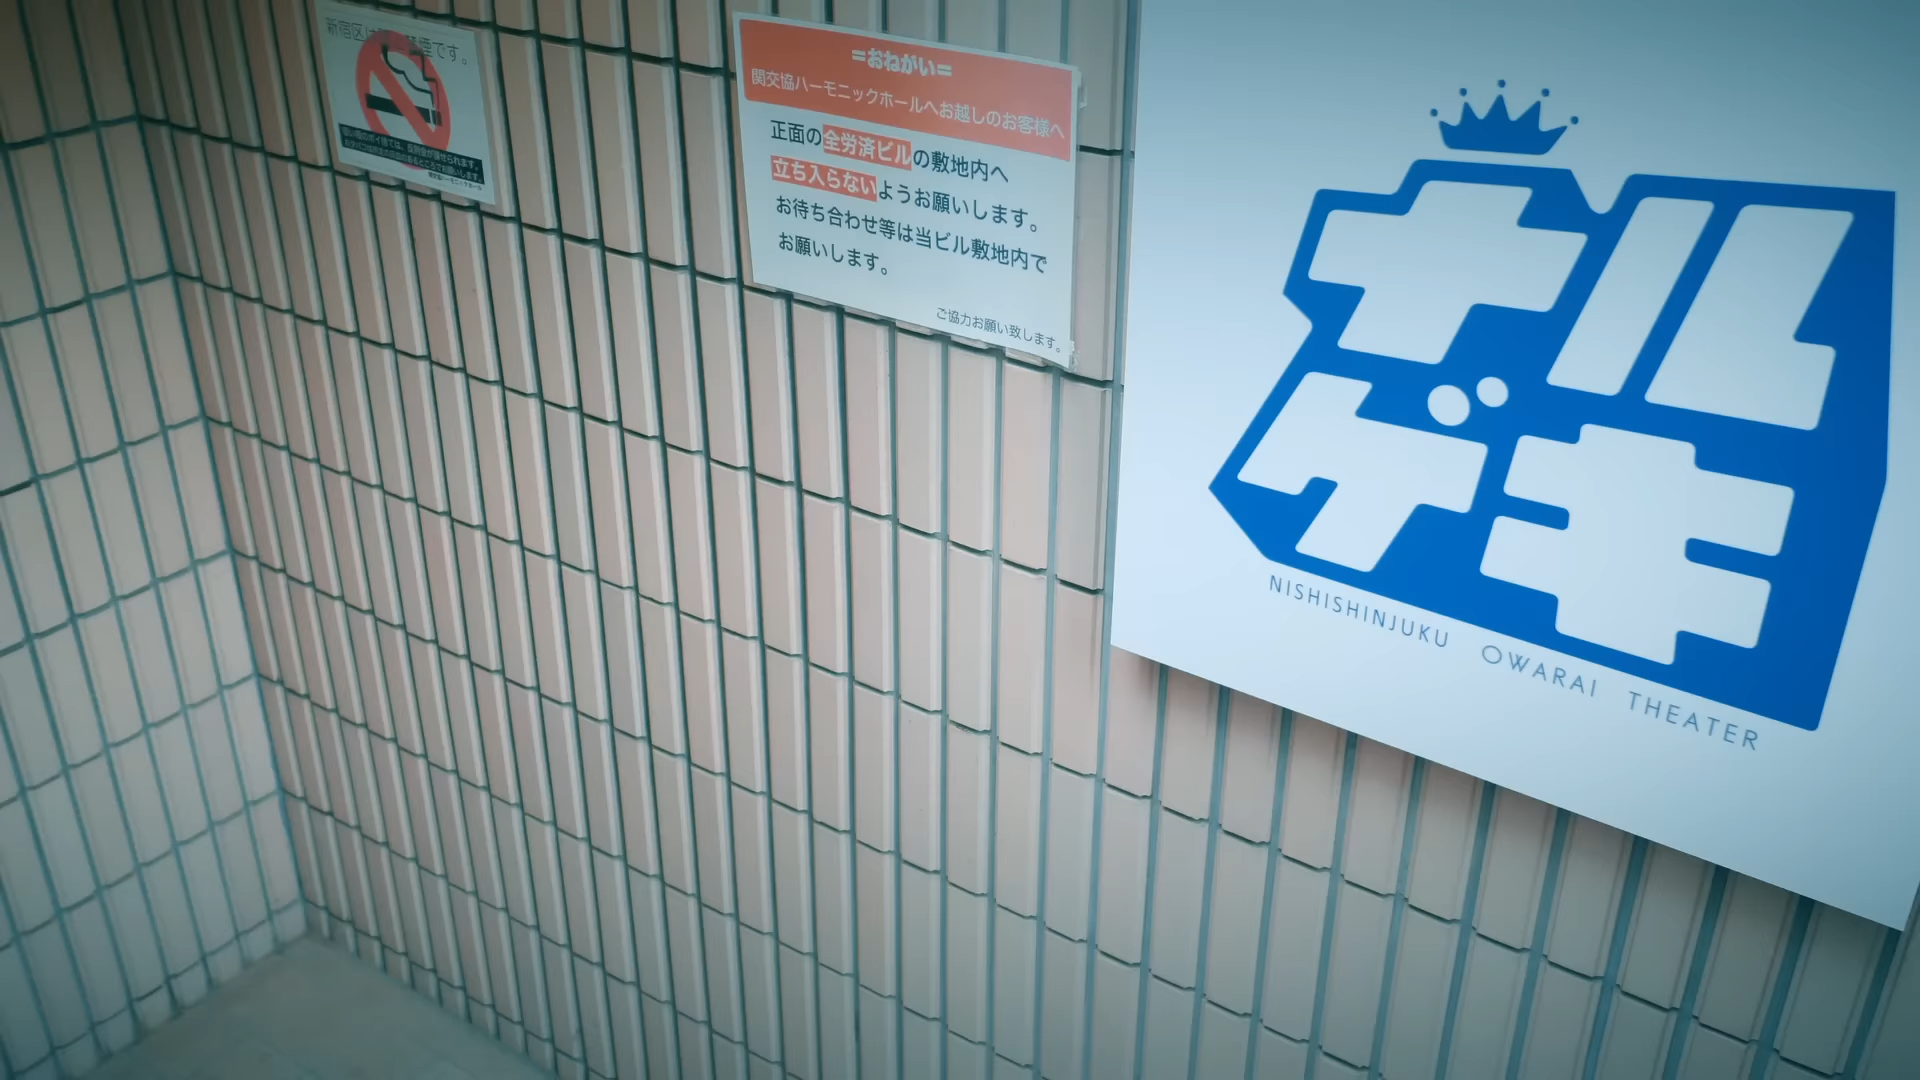 新宿区は
煙です。
=おねがい=
関交協ハーモニックホールへお越しのお客様へ
正面の全労済ビルの敷地内へ
立ち入らないようお願いします。
お待ち合わせ等は当ビル敷地内で
お願いします。
ご協力お願い致します。
ナルゲキ
NISHISHINJUKU OWARAI THEATER